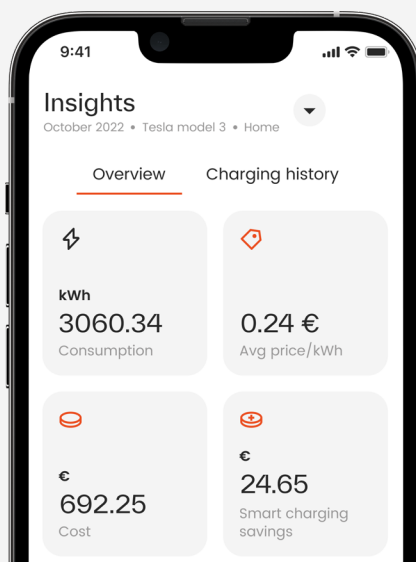 9:41
Insights
October 2022 • Tesla model 3 • Home
Overview
Charging history
kWh
3060.34
Consumption
0.24 €
Avg price/kWh
€
692.25
Cost
€
24.65
Smart charging
savings